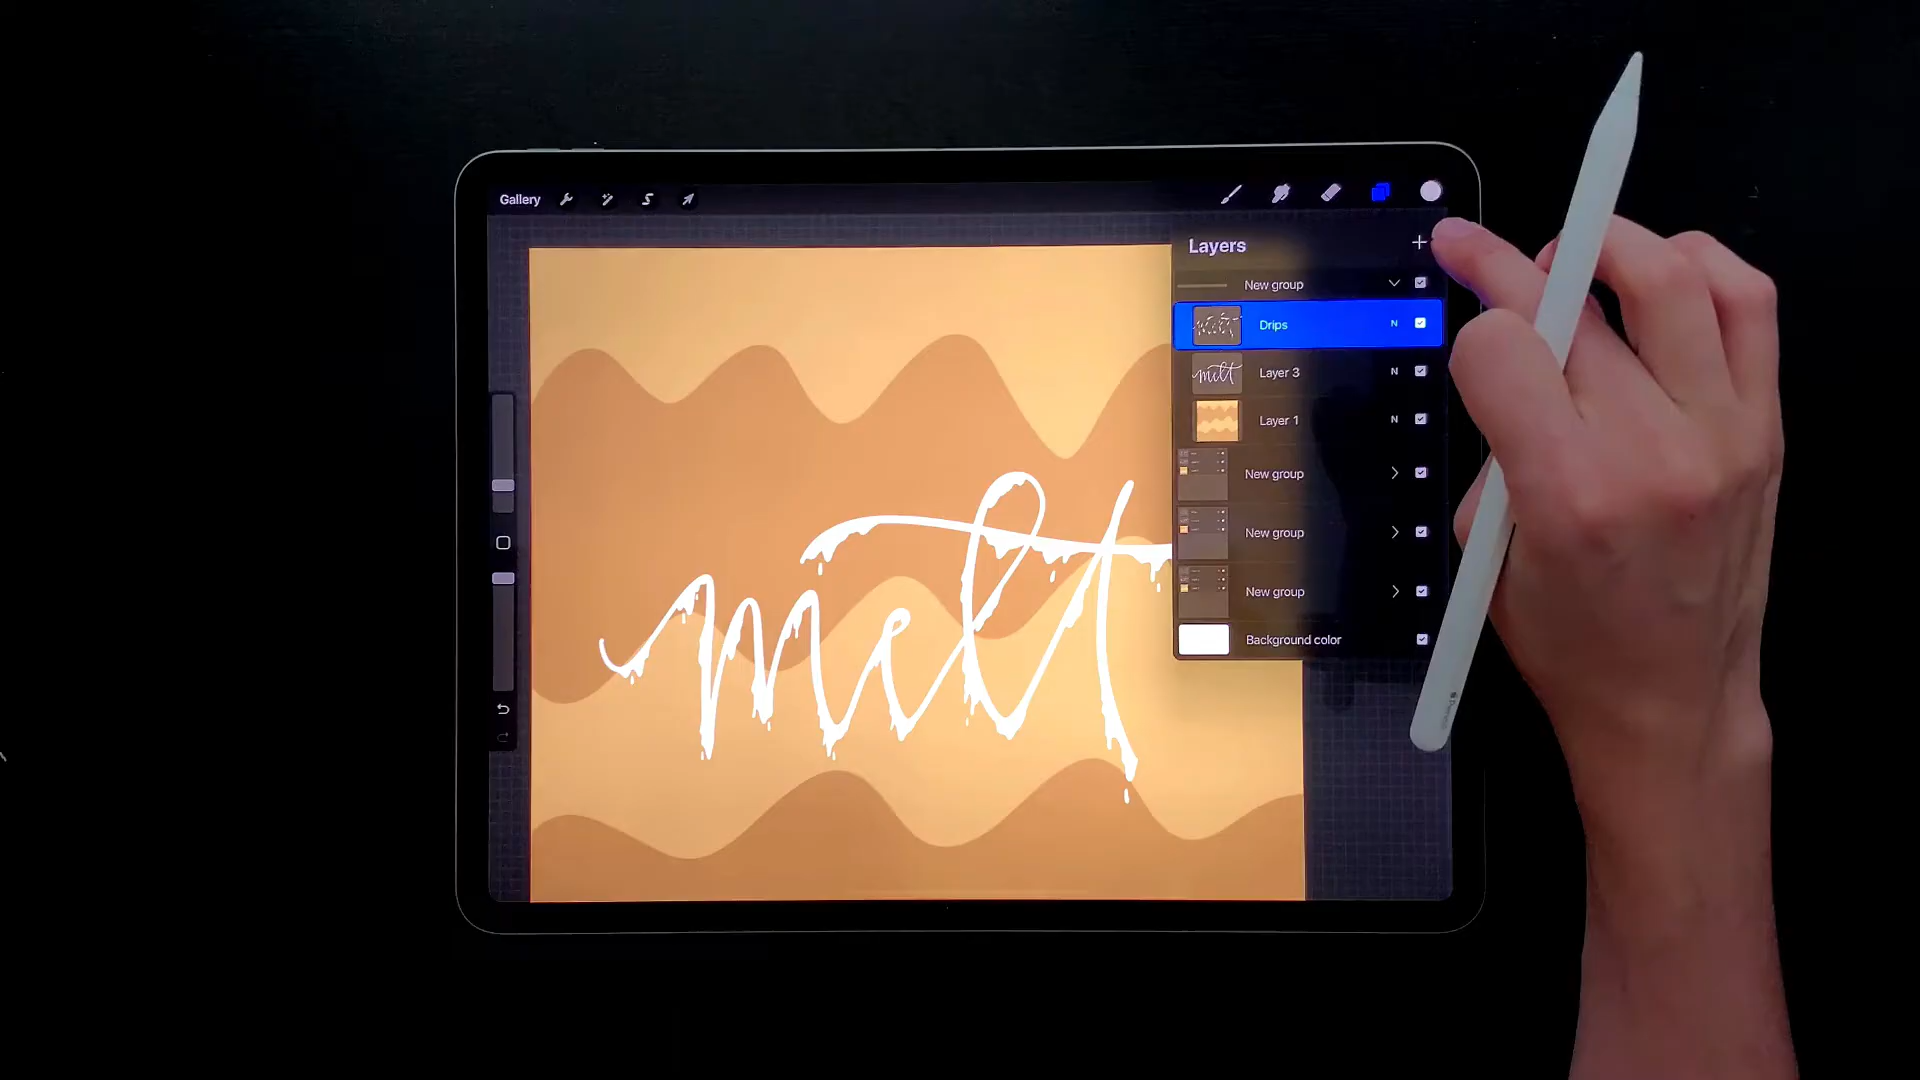 Gallery
Layers
New group
Drips N
Layer 3 N
Layer 1 N
New group
New group
New group
Background color
melt